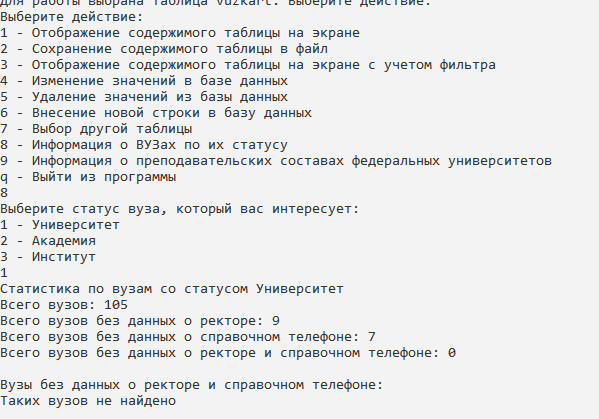 для работы выбрана таблица vuzkart. Выберите действие:
Выберите действие:
1 - Отображение содержимого таблицы на экране
2 - Сохранение содержимого таблицы в файл
3 - Отображение содержимого таблицы на экране с учетом фильтра
4 - Изменение значений в базе данных
5 - Удаление значений из базы данных
6 - Внесение новой строки в базу данных
7 - Выбор другой таблицы
8 - Информация о ВУЗах по их статусу
9 - Информация о преподавательских составах федеральных университетов
q - Выйти из программы
8
Выберите статус вуза, который вас интересует:
1 - Университет
2 - Академия
3 - Институт
1
Статистика по вузам со статусом Университет
Всего вузов: 105
Всего вузов без данных о ректоре: 9
Всего вузов без данных о справочном телефоне: 7
Всего вузов без данных о ректоре и справочном телефоне: 0
Вузы без данных о ректоре и справочном телефоне:
Таких вузов не найдено